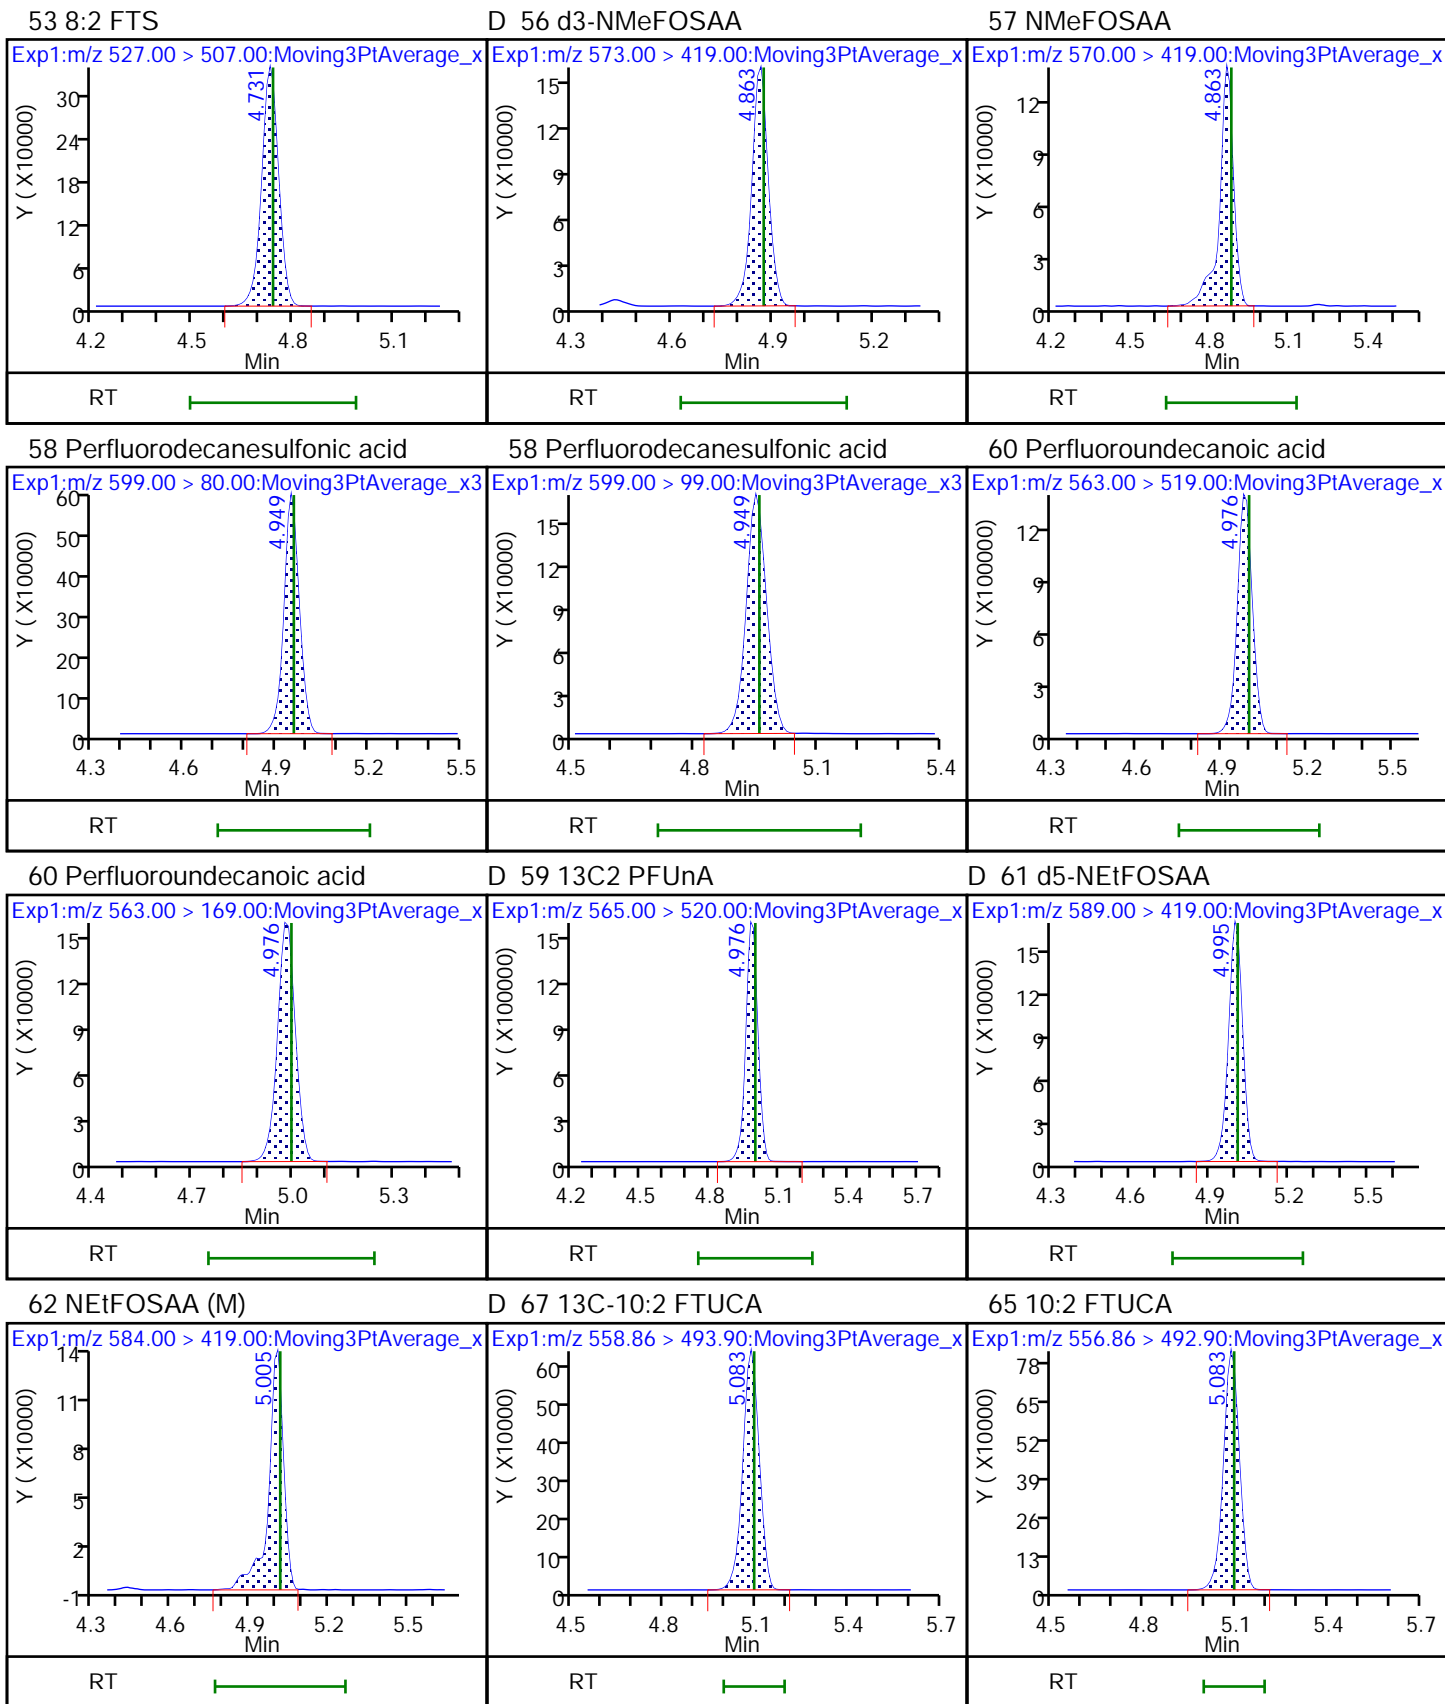 53 8:2 FTS
Exp1:m/z 527.00 > 507.00:Moving3PtAverage_x
4.731
Y ( X10000)
30
24
18
12
6
0
4.2 4.5 4.8 5.1
Min
RT
D 56 d3-NMeFOSAA
Exp1:m/z 573.00 > 419.00:Moving3PtAverage_x
4.863
Y ( X10000)
15
12
9
6
3
0
4.3 4.6 4.9 5.2
Min
RT
57 NMeFOSAA
Exp1:m/z 570.00 > 419.00:Moving3PtAverage_x
4.863
Y ( X10000)
12
9
6
3
0
4.2 4.5 4.8 5.1 5.4
Min
RT
58 Perfluorodecanesulfonic acid
Exp1:m/z 599.00 > 80.00:Moving3PtAverage_x3
4.949
Y ( X10000)
60
50
40
30
20
10
0
4.3 4.6 4.9 5.2 5.5
Min
RT
58 Perfluorodecanesulfonic acid
Exp1:m/z 599.00 > 99.00:Moving3PtAverage_x3
4.949
Y ( X10000)
15
12
9
6
3
0
4.5 4.8 5.1 5.4
Min
RT
60 Perfluoroundecanoic acid
Exp1:m/z 563.00 > 519.00:Moving3PtAverage_x
4.976
Y ( X100000)
12
9
6
3
0
4.3 4.6 4.9 5.2 5.5
Min
RT
60 Perfluoroundecanoic acid
Exp1:m/z 563.00 > 169.00:Moving3PtAverage_x
4.976
Y ( X10000)
15
12
9
6
3
0
4.4 4.7 5.0 5.3
Min
RT
D 59 13C2 PFUnA
Exp1:m/z 565.00 > 520.00:Moving3PtAverage_x
4.976
Y ( X100000)
15
12
9
6
3
0
4.2 4.5 4.8 5.1 5.4 5.7
Min
RT
D 61 d5-NEtFOSAA
Exp1:m/z 589.00 > 419.00:Moving3PtAverage_x
4.995
Y ( X10000)
15
12
9
6
3
0
4.3 4.6 4.9 5.2 5.5
Min
RT
62 NEtFOSAA (M)
Exp1:m/z 584.00 > 419.00:Moving3PtAverage_x
5.005
Y ( X10000)
14
11
8
5
2
-1
4.3 4.6 4.9 5.2 5.5
Min
RT
D 67 13C-10:2 FTUCA
Exp1:m/z 558.86 > 493.90:Moving3PtAverage_x
5.083
Y ( X10000)
60
50
40
30
20
10
0
4.5 4.8 5.1 5.4 5.7
Min
RT
65 10:2 FTUCA
Exp1:m/z 556.86 > 492.90:Moving3PtAverage_x
5.083
Y ( X10000)
78
65
52
39
26
13
0
4.5 4.8 5.1 5.4 5.7
Min
RT